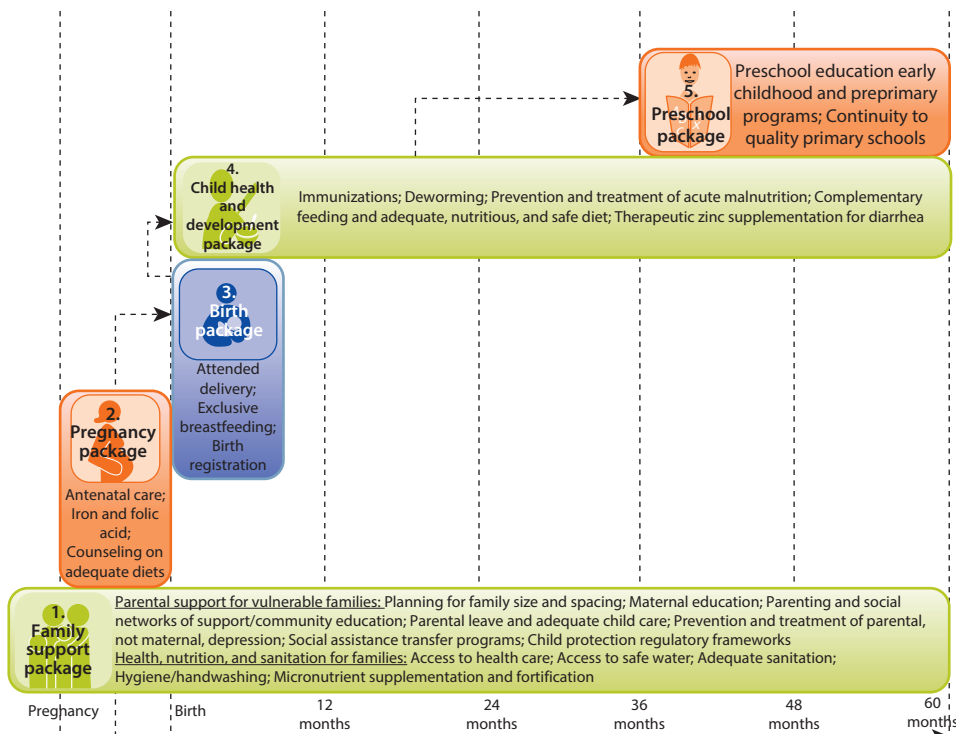 5.
Preschool
package
Preschool education early
childhood and preprimary
programs; Continuity to
quality primary schools
4.
Child health
and
development
package
Immunizations; Deworming; Prevention and treatment of acute malnutrition; Complementary
feeding and adequate, nutritious, and safe diet; Therapeutic zinc supplementation for diarrhea
3.
Birth
package
Attended
delivery;
Exclusive
breastfeeding;
Birth
registration
2.
Pregnancy
package
Antenatal care;
Iron and folic
acid;
Counseling on
adequate diets
1.
Family
support
package
Parental support for vulnerable families: Planning for family size and spacing; Maternal education; Parenting and social
networks of support/community education; Parental leave and adequate child care; Prevention and treatment of parental,
not maternal, depression; Social assistance transfer programs; Child protection regulatory frameworks
Health, nutrition, and sanitation for families: Access to health care; Access to safe water; Adequate sanitation;
Hygiene/handwashing; Micronutrient supplementation and fortification
Pregnancy
Birth
12
months
24
months
36
months
48
months
60
months